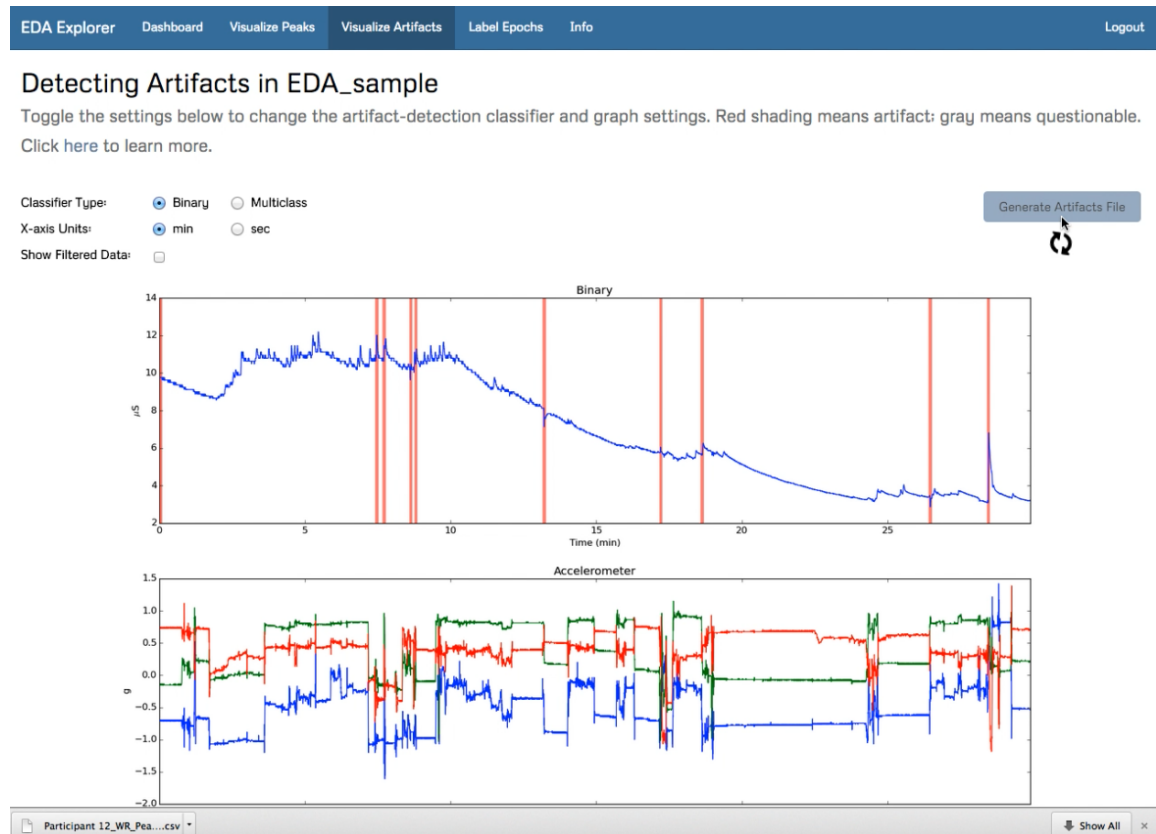 EDA Explorer Dashboard Visualize Peaks Visualize Artifacts Label Epochs Info Logout
Detecting Artifacts in EDA_sample
Toggle the settings below to change the artifact-detection classifier and graph settings. Red shading means artifact: gray means questionable.
Click here to learn more.
Classifier Type: Binary Multiclass
Generate Artifacts File
X-axis Units: min sec
Show Filtered Data:
Binary
14
12
10
8
6
4
2
μS
0 5 10 15 20 25
Time (min)
Accelerometer
1.5
1.0
0.5
0.0
−0.5
−1.0
−1.5
−2.0
g
Participant 12_WR_Pea....csv
Show All